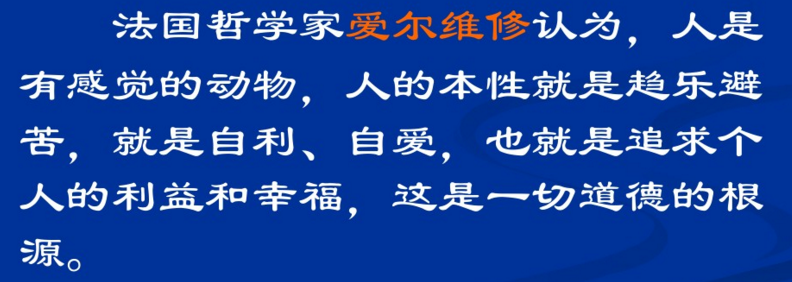 法国哲学家爱尔维修认为，人是
有感觉的动物，人的本性就是趋乐避
苦，就是自利、自爱，也就是追求个
人的利益和幸福，这是一切道德的根
源。